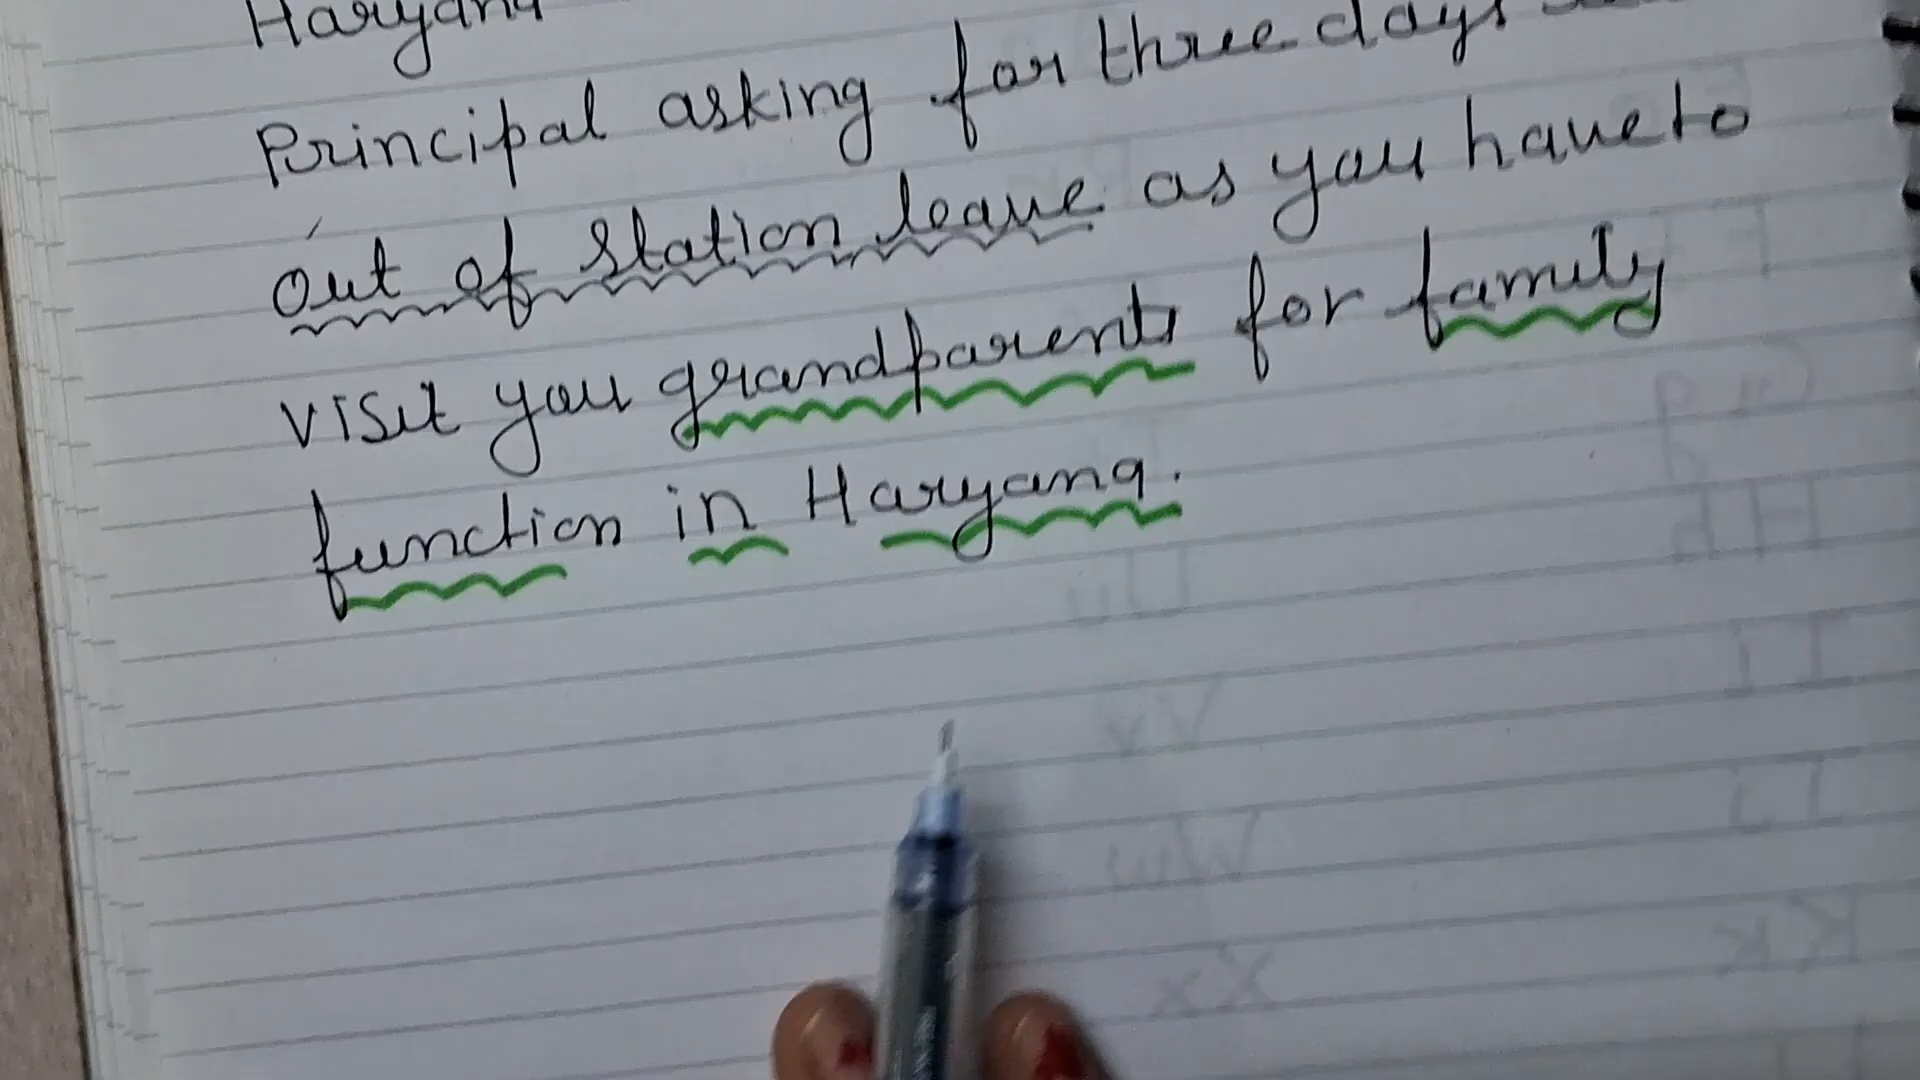 Haryana
Principal asking for three days
out of station leave as you have to
visit you grandparents for family
function in Haryana.